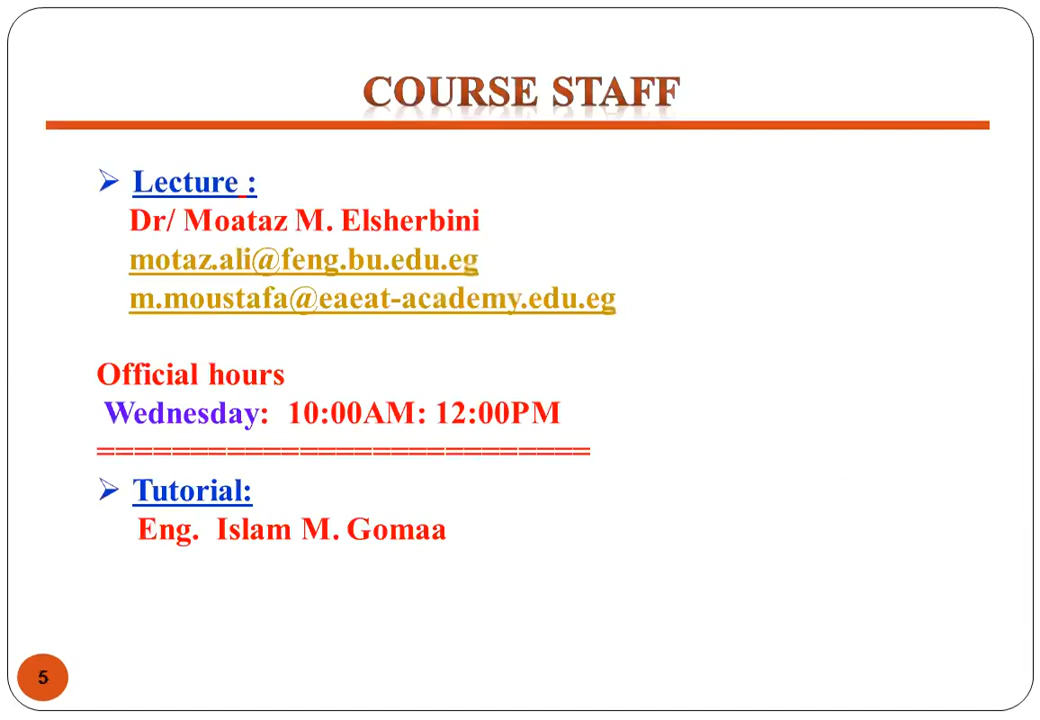 COURSE STAFF
➢ Lecture :
Dr/ Moataz M. Elsherbini
motaz.ali@feng.bu.edu.eg
m.moustafa@eaeat-academy.edu.eg
Official hours
Wednesday: 10:00AM: 12:00PM
===========================
➢ Tutorial:
Eng. Islam M. Gomaa
5